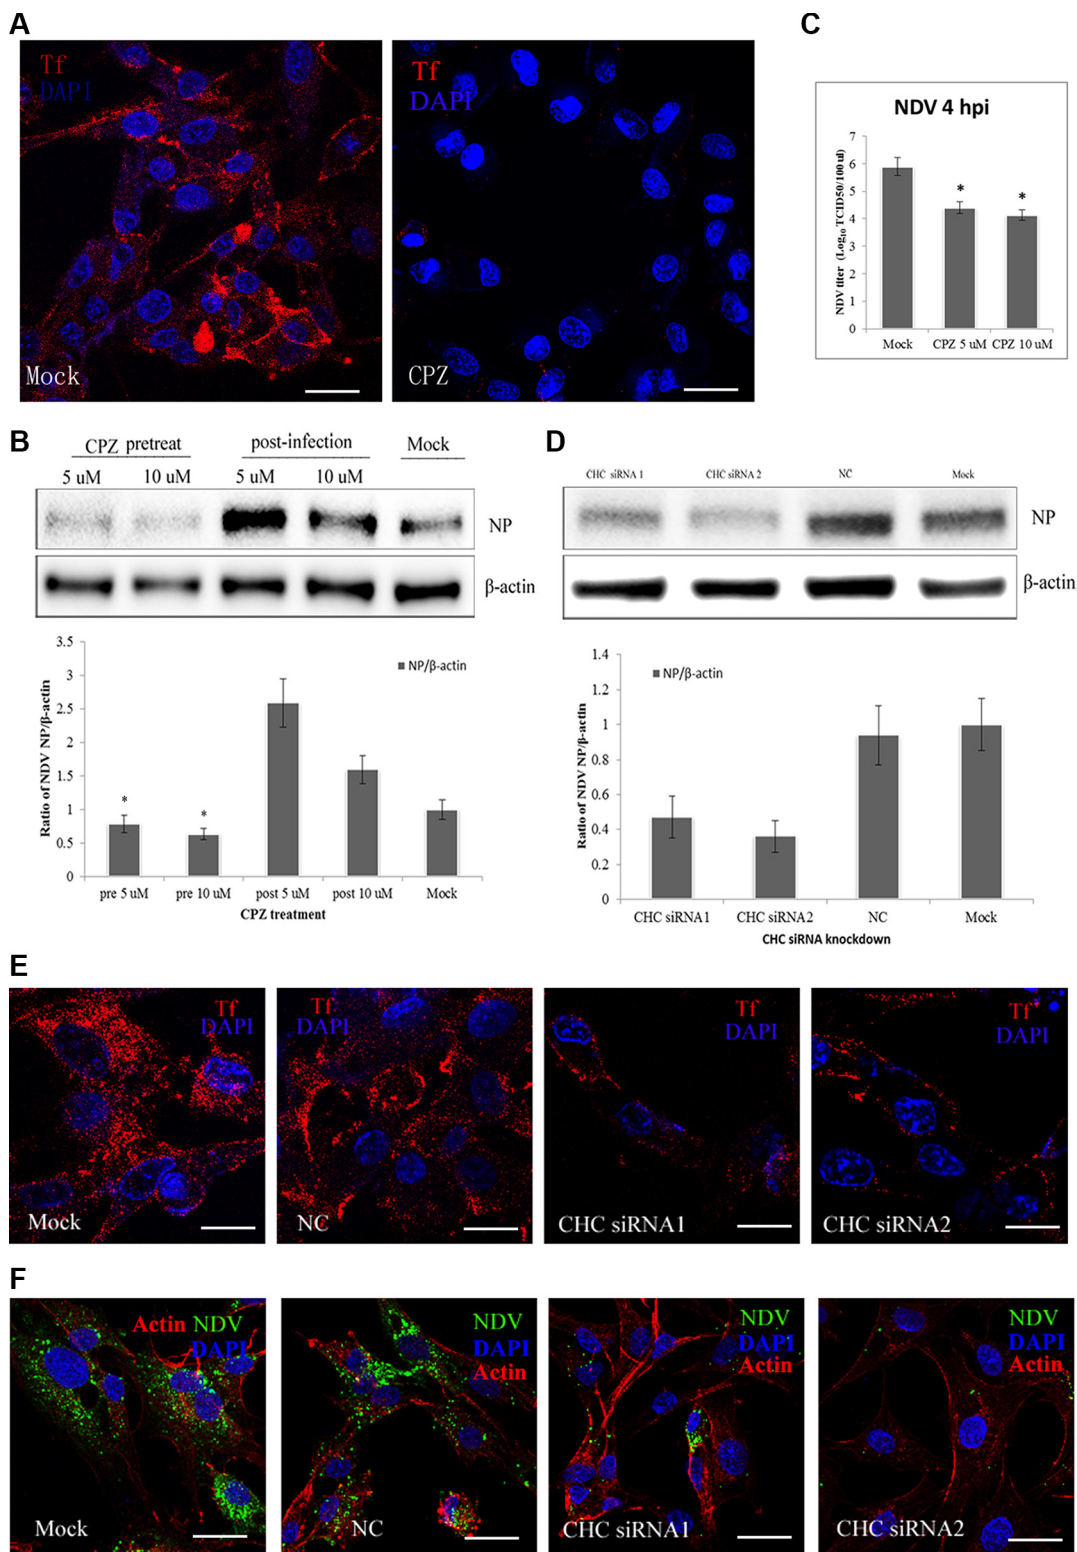 A
Tf
DAPI
Mock
Tf
DAPI
CPZ
C
NDV 4 hpi
NDV titer (Log10 TCID50/100 ul)
7
6
5
4
3
2
1
0
*
*
Mock CPZ 5 uM CPZ 10 uM
B
CPZ pretreat post-infection Mock
5 uM 10 uM 5 uM 10 uM
NP
β-actin
3.5
3
2.5
2
1.5
1
0.5
0
Ratio of NDV NP/β-actin
NP/β-actin
*
*
pre 5 uM pre 10 uM post 5 uM post 10 uM Mock
CPZ treatment
D
CHC siRNA 1 CHC siRNA 2 NC Mock
NP
β-actin
1.4
1.2
1
0.8
0.6
0.4
0.2
0
Ratio of NDV NP/β-actin
NP/β-actin
CHC siRNA1 CHC siRNA2 NC Mock
CHC siRNA knockdown
E
Tf
DAPI
Mock
Tf
DAPI
NC
Tf
DAPI
CHC siRNA1
Tf
DAPI
CHC siRNA2
F
Actin NDV
DAPI
Mock
NDV
DAPI
Actin
NC
NDV
DAPI
Actin
CHC siRNA1
NDV
DAPI
Actin
CHC siRNA2